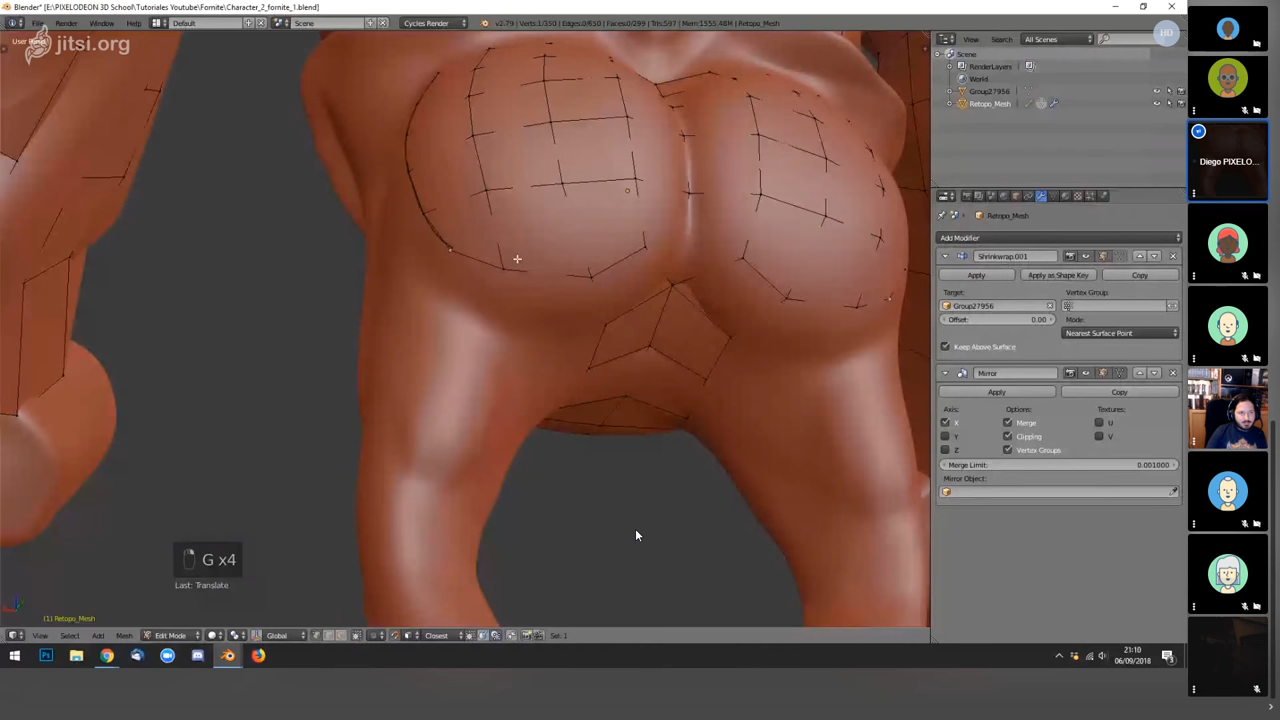 Blender* [E:\PIXELODEON 3D School\Tutoriales Youtube\Fornite\Character_2_fornite_1.blend]
File Render Window Help Default Scene Cycles Render v2.79 | Verts:1/350 | Edges:0/650 | Faces:0/299 | Tris:597 | Mem:1555.48M | Retopo_Mesh
jitsi.org
View Search All Scenes
HD
Scene
RenderLayers
World
Group27956
Retopo_Mesh
Diego PIXELO...
Retopo_Mesh
Add Modifier
Shrinkwrap.001
Apply Apply as Shape Key Copy
Target: Vertex Group:
Group27956
Offset: 0.00 Mode:
Nearest Surface Point
Keep Above Surface
Mirror
Apply Copy
Axis: Options: Textures:
X Merge U
Y Clipping V
Z Vertex Groups
Merge Limit: 0.001000
Mirror Object:
G x4
Last: Translate
(1) Retopo_Mesh
View Select Add Mesh Edit Mode Global Closest Sel: 1
21:10
06/09/2018
3